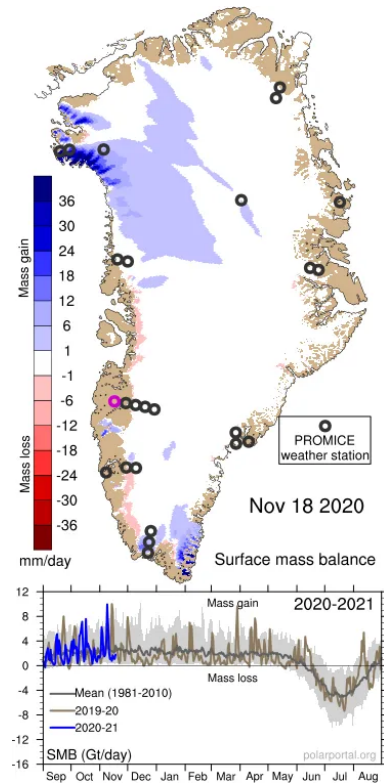 Mass gain
36
30
24
18
12
6
1
-1
-6
-12
-18
-24
-30
-36
Mass loss
mm/day
PROMICE
weather station
Nov 18 2020
Surface mass balance
12
8
4
0
-4
-8
-12
-16
Mass gain
2020-2021
Mass loss
Mean (1981-2010)
2019-20
2020-21
SMB (Gt/day)
polarportal.org
Sep Oct Nov Dec Jan Feb Mar Apr May Jun Jul Aug